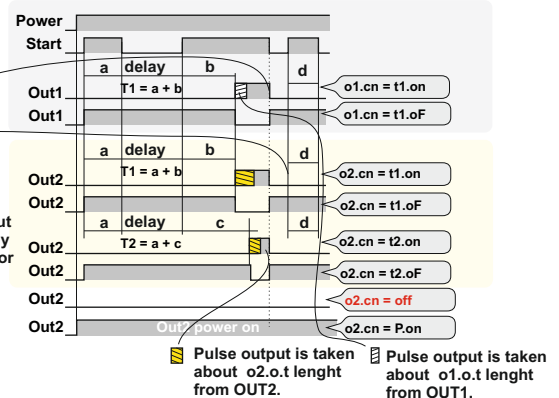 Power
Start
a delay b d
T1 = a + b
Out1 o1.cn = t1.on
Out1 o1.cn = t1.oF
a delay b d
T1 = a + b
Out2 o2.cn = t1.on
Out2 o2.cn = t1.oF
a delay c d
ut
y
or
T2 = a + c
Out2 o2.cn = t2.on
Out2 o2.cn = t2.oF
Out2 o2.cn = off
Out2 Out2 power on o2.cn = P.on
Pulse output is taken
about o2.o.t lenght
from OUT2.
Pulse output is taken
about o1.o.t lenght
from OUT1.